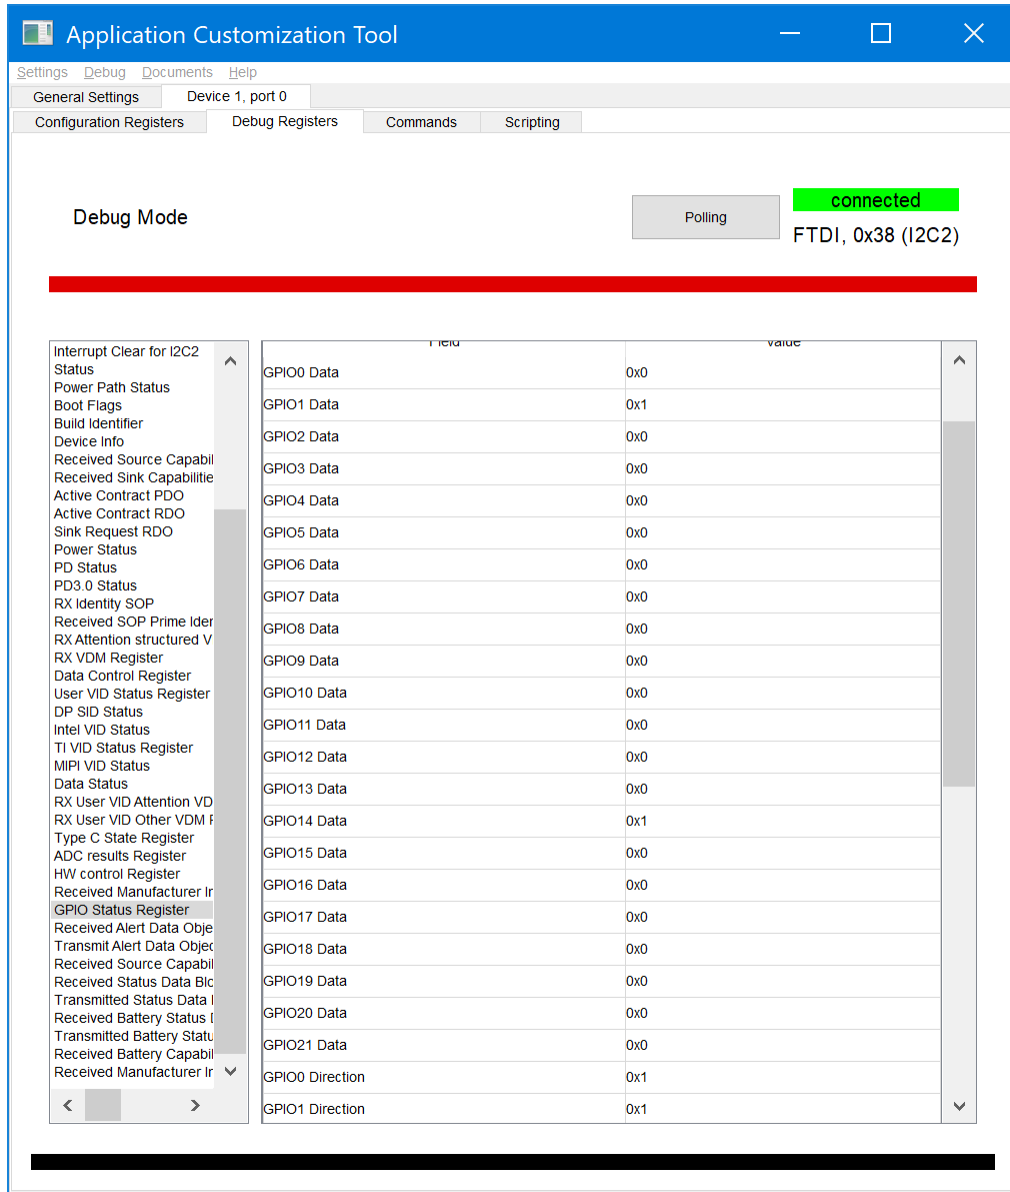 Application Customization Tool
Settings Debug Documents Help
General Settings Device 1, port 0
Configuration Registers Debug Registers Commands Scripting
Debug Mode
Polling
connected
FTDI, 0x38 (I2C2)
Interrupt Clear for I2C2
Status
Power Path Status
Boot Flags
Build Identifier
Device Info
Received Source Capabil
Received Sink Capabilitie
Active Contract PDO
Active Contract RDO
Sink Request RDO
Power Status
PD Status
PD3.0 Status
RX Identity SOP
Received SOP Prime Ider
RX Attention structured V
RX VDM Register
Data Control Register
User VID Status Register
DP SID Status
Intel VID Status
TI VID Status Register
MIPI VID Status
Data Status
RX User VID Attention VD
RX User VID Other VDM F
Type C State Register
ADC results Register
HW control Register
Received Manufacturer Ir
GPIO Status Register
Received Alert Data Obje
Transmit Alert Data Objec
Received Source Capabil
Received Status Data Blo
Transmitted Status Data
Received Battery Status
Transmitted Battery Statu
Received Battery Capabil
Received Manufacturer Ir
Field Value
GPIO0 Data 0x0
GPIO1 Data 0x1
GPIO2 Data 0x0
GPIO3 Data 0x0
GPIO4 Data 0x0
GPIO5 Data 0x0
GPIO6 Data 0x0
GPIO7 Data 0x0
GPIO8 Data 0x0
GPIO9 Data 0x0
GPIO10 Data 0x0
GPIO11 Data 0x0
GPIO12 Data 0x0
GPIO13 Data 0x0
GPIO14 Data 0x1
GPIO15 Data 0x0
GPIO16 Data 0x0
GPIO17 Data 0x0
GPIO18 Data 0x0
GPIO19 Data 0x0
GPIO20 Data 0x0
GPIO21 Data 0x0
GPIO0 Direction 0x1
GPIO1 Direction 0x1